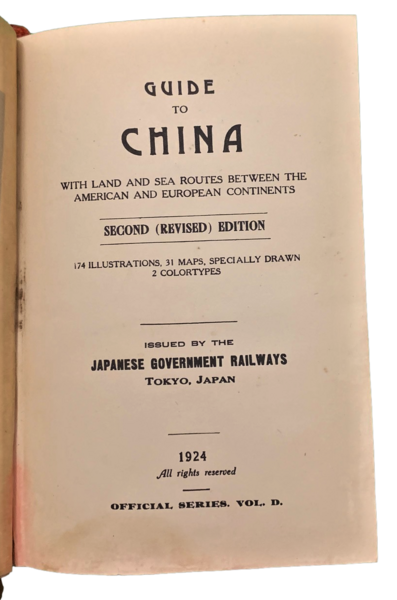 GUIDE
TO
CHINA
WITH LAND AND SEA ROUTES BETWEEN THE
AMERICAN AND EUROPEAN CONTINENTS
SECOND (REVISED) EDITION
174 ILLUSTRATIONS, 31 MAPS, SPECIALLY DRAWN
2 COLORTYPES
ISSUED BY THE
JAPANESE GOVERNMENT RAILWAYS
TOKYO, JAPAN
1924
All rights reserved
OFFICIAL SERIES. VOL. D.